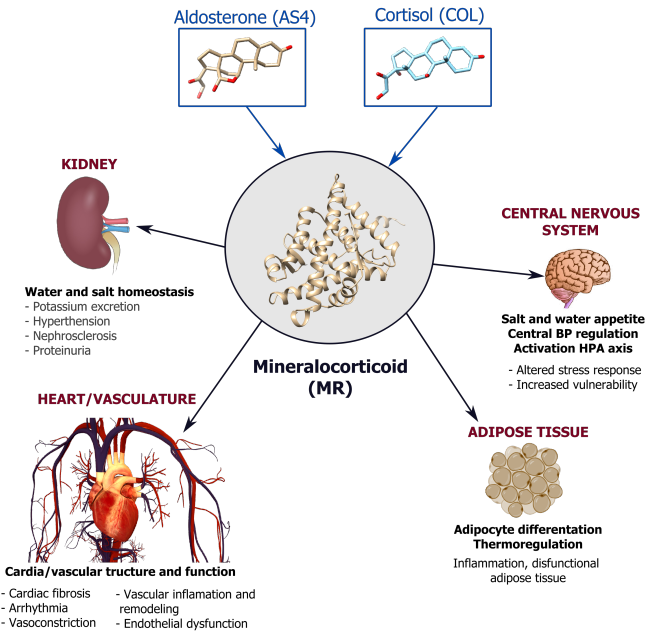 Aldosterone (AS4)
Cortisol (COL)
KIDNEY
Water and salt homeostasis
- Potassium excretion
- Hyperthension
- Nephrosclerosis
- Proteinuria
CENTRAL NERVOUS
SYSTEM
Salt and water appetite
Central BP regulation
Activation HPA axis
- Altered stress response
- Increased vulnerability
Mineralocorticoid
(MR)
HEART/VASCULATURE
Cardia/vascular tructure and function
- Cardiac fibrosis
- Arrhythmia
- Vasoconstriction
- Vascular inflamation and
remodeling
- Endothelial dysfunction
ADIPOSE TISSUE
Adipocyte differentation
Thermoregulation
Inflammation, disfunctional
adipose tissue